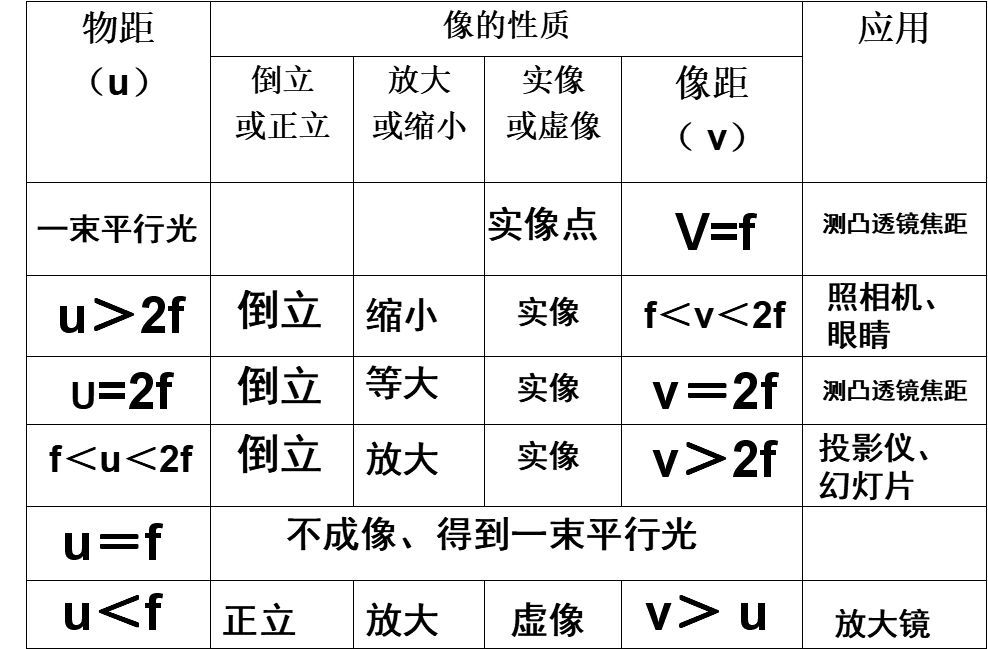 物距
（u）
像的性质
应用
倒立
或正立
放大
或缩小
实像
或虚像
像距
（ v）
一束平行光
实像点
V=f
测凸透镜焦距
u＞2f
倒立
缩小
实像
f＜v＜2f
照相机、
眼睛
U=2f
倒立
等大
实像
v＝2f
测凸透镜焦距
f＜u＜2f
倒立
放大
实像
v＞2f
投影仪、
幻灯片
u＝f
不成像、得到一束平行光
u＜f
正立
放大
虚像
v＞ u
放大镜